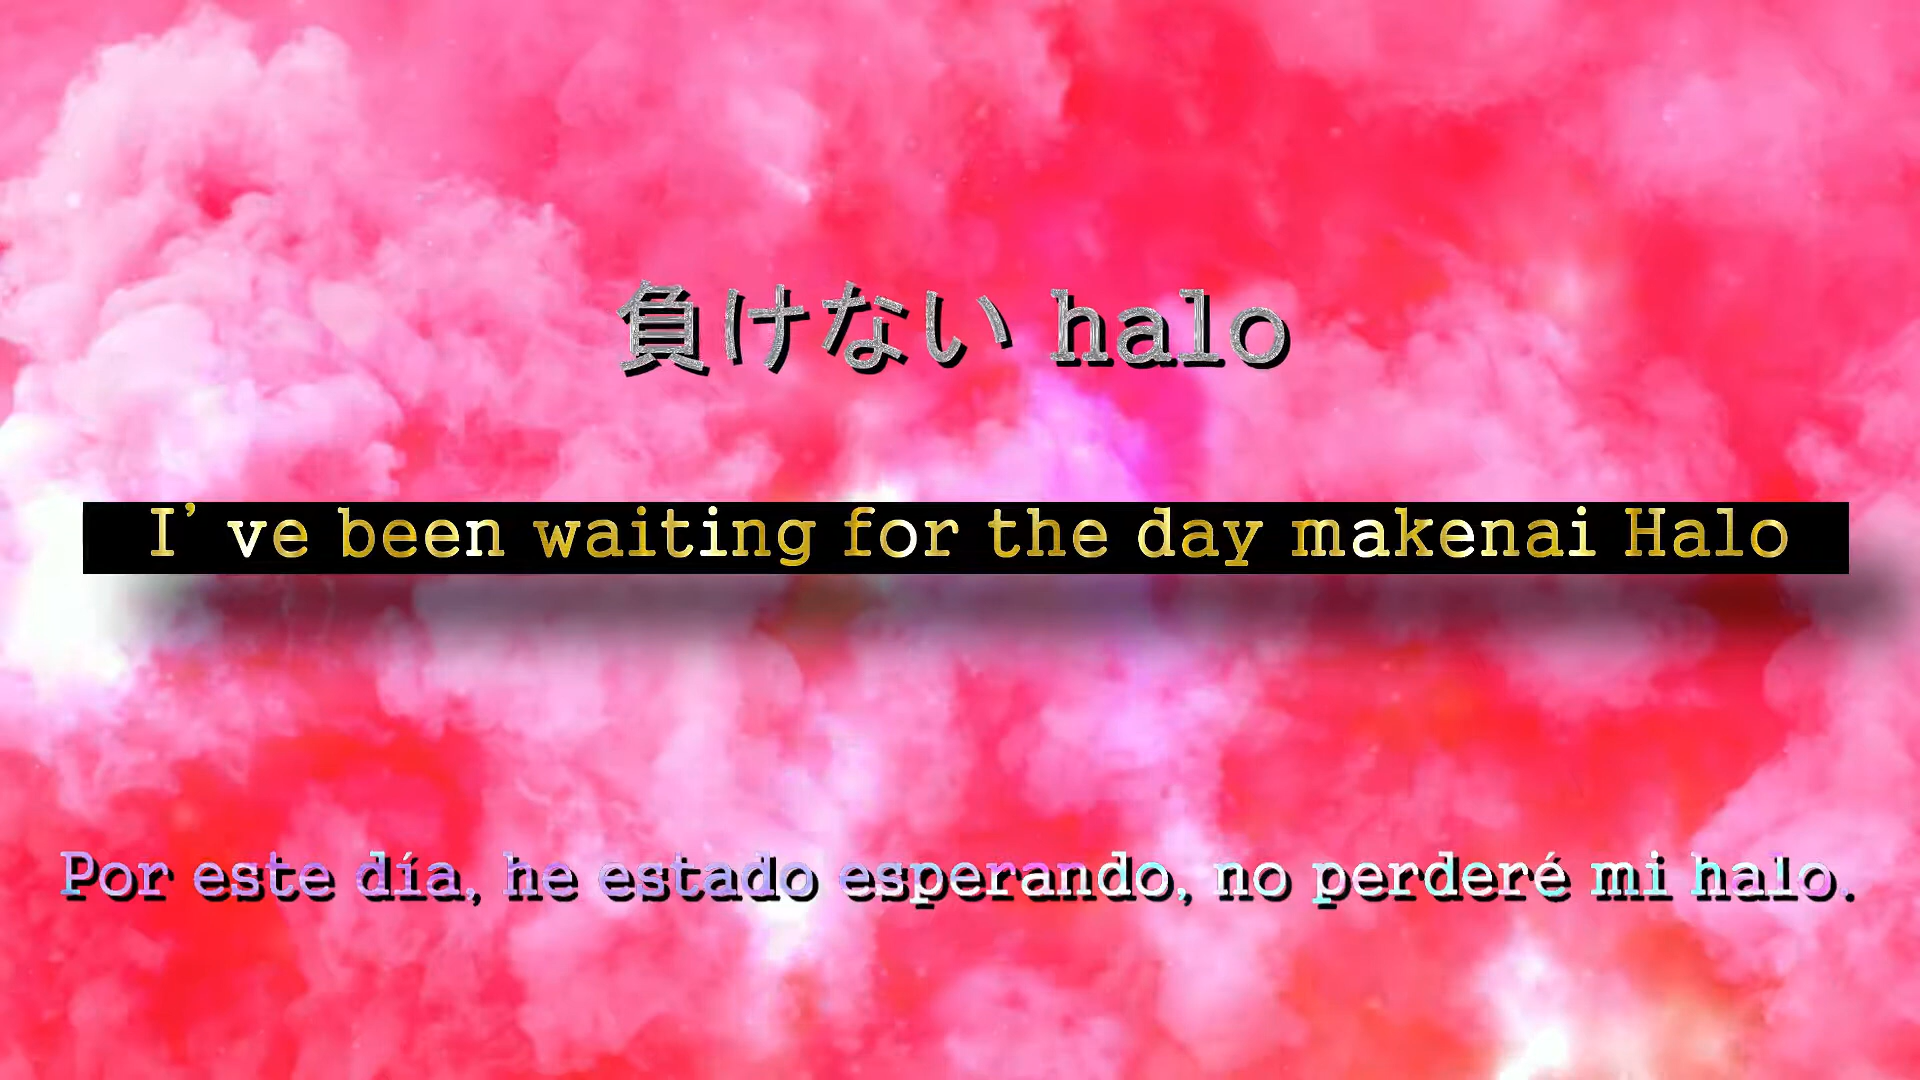 負けない halo
I've been waiting for the day makenai Halo
Por este día, he estado esperando, no perderé mi halo.